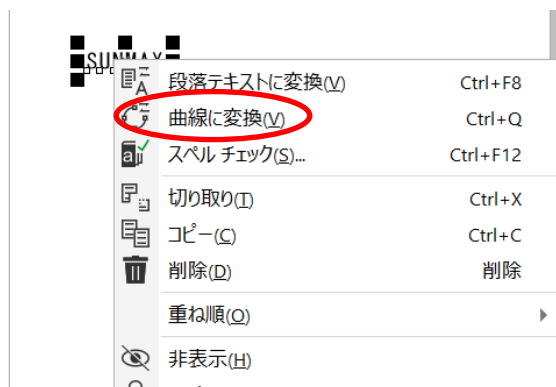 SUNMAX
段落テキストに変換(V) Ctrl+F8
曲線に変換(V) Ctrl+Q
スペル チェック(S)... Ctrl+F12
切り取り(T) Ctrl+X
コピー(C) Ctrl+C
削除(D) 削除
重ね順(O)
非表示(H)